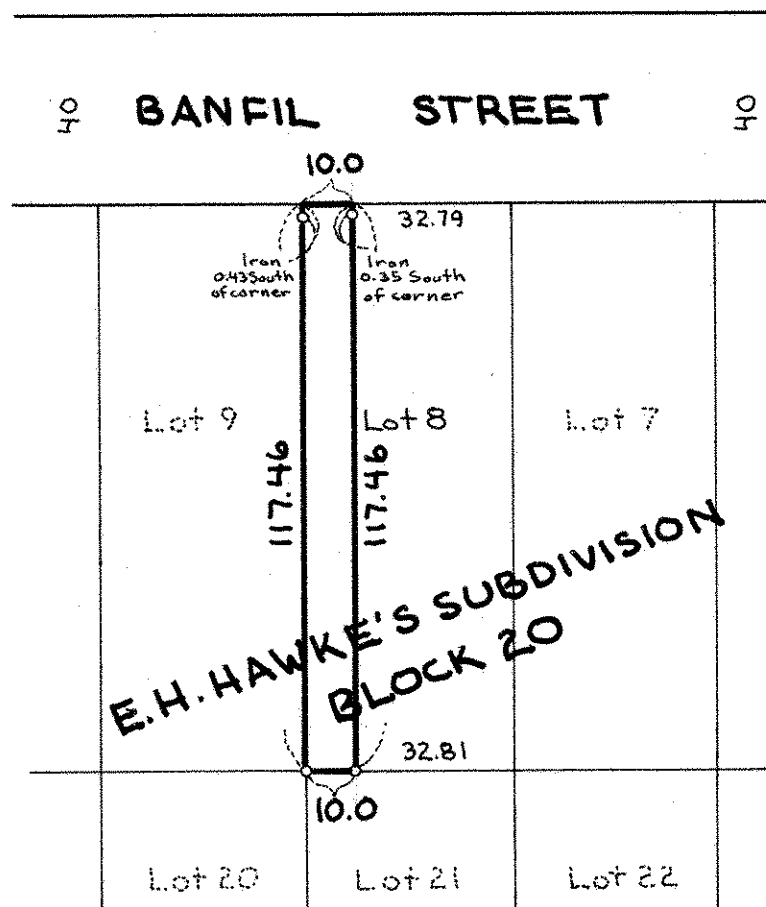 40
BANFIL STREET
40
10.0
32.79
Iron
0.43 South
of corner
Iron
0.35 South
of corner
Lot 9
Lot 8
Lot 7
117.46
117.46
E.H. HAWKE'S SUBDIVISION
BLOCK 20
32.81
10.0
Lot 20
Lot 21
Lot 22